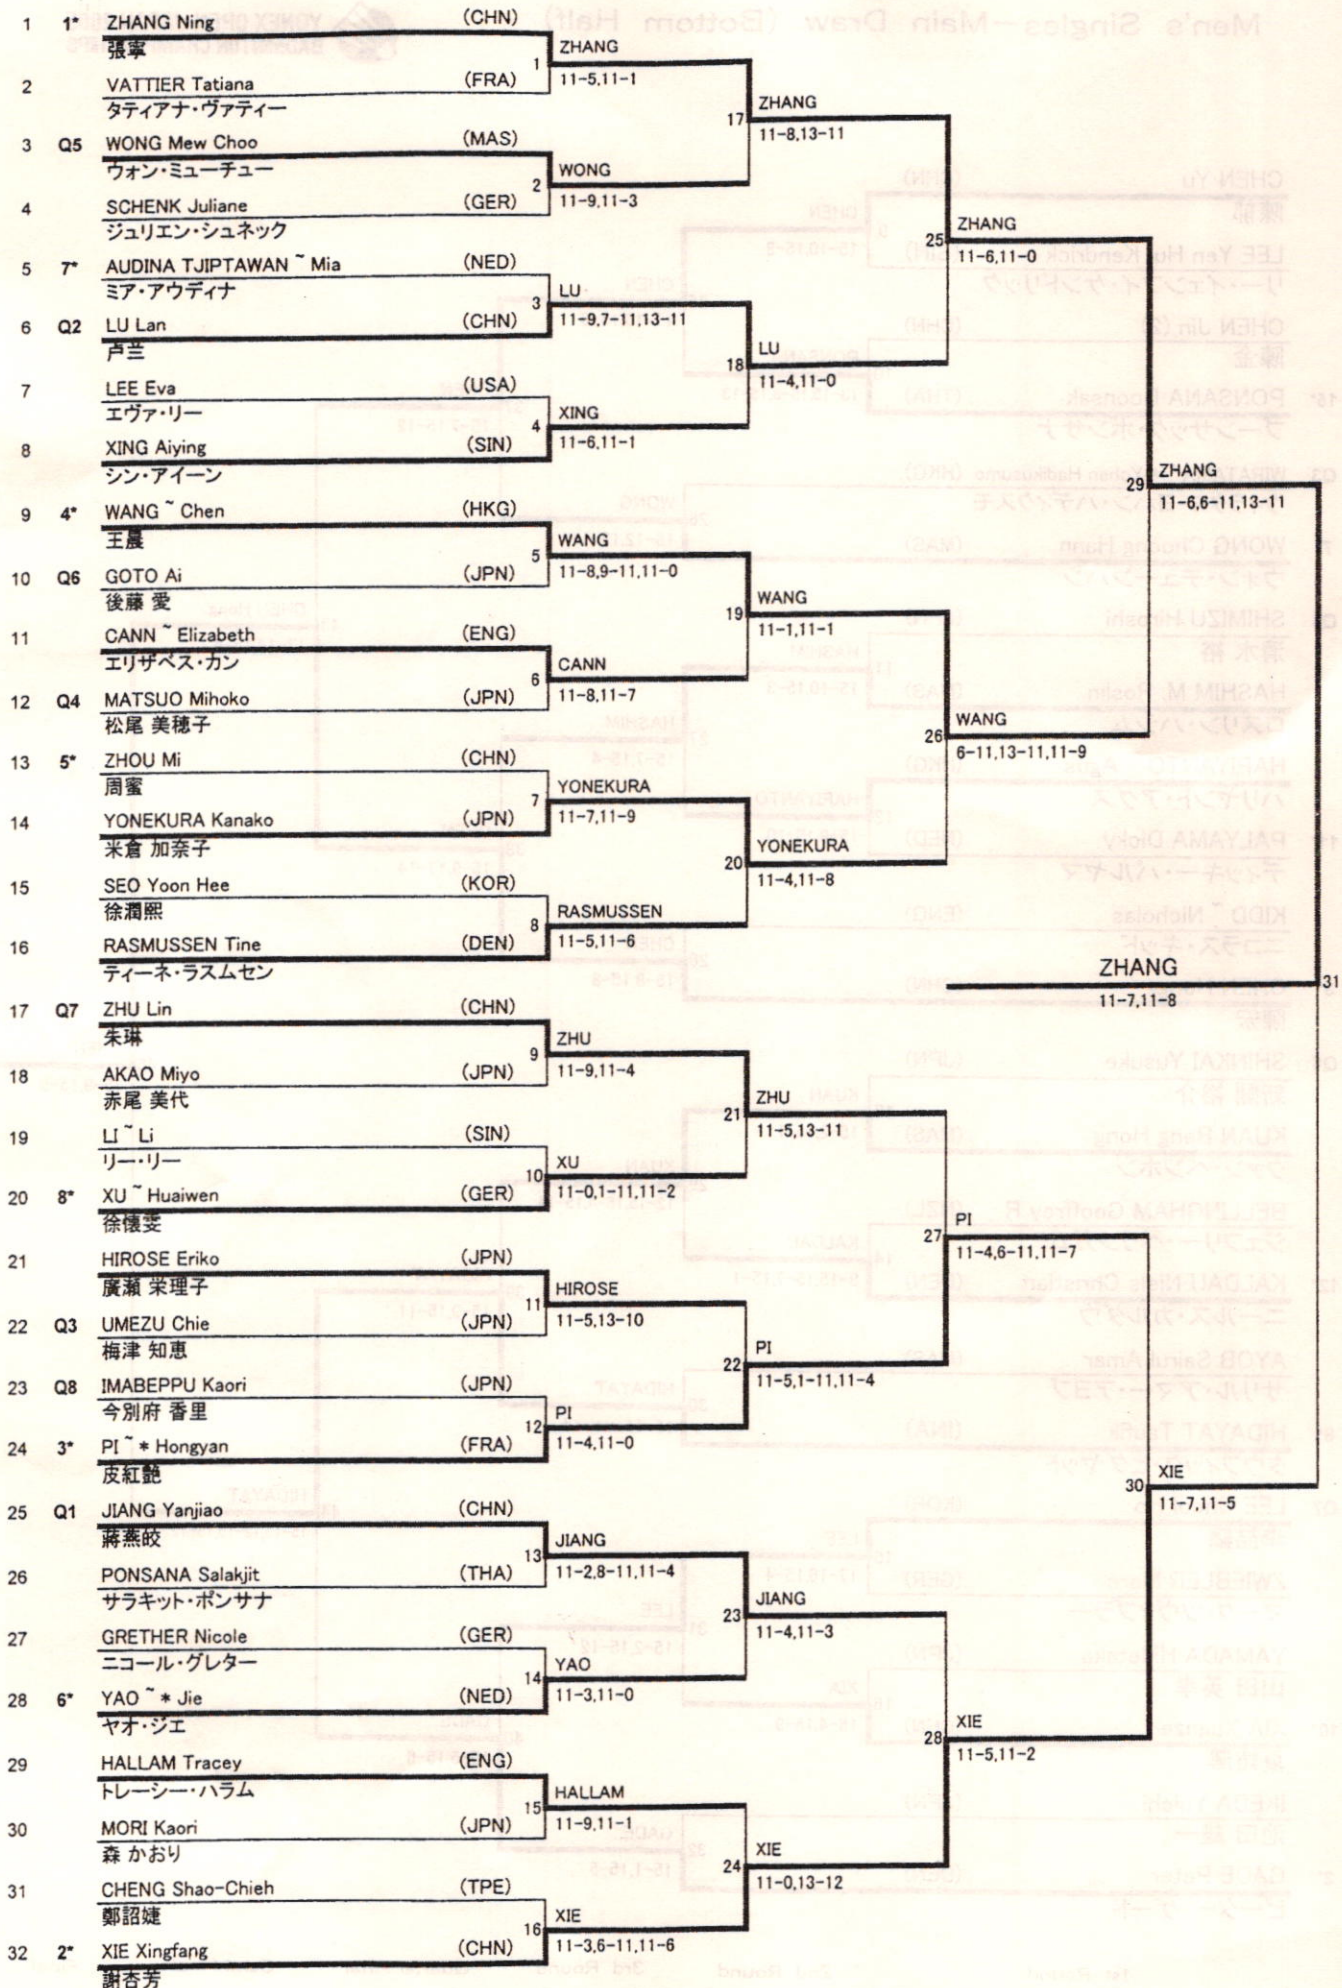 1 1* ZHANG Ning (CHN)
張寧
2 VATTIER Tatiana (FRA)
タティアナ・ヴァティー
3 Q5 WONG Mew Choo (MAS)
ウォン・ミューチュー
4 SCHENK Juliane (GER)
ジュリエン・シュネック
5 7* AUDINA TJIPTAWAN ~ Mia (NED)
ミア・アウディナ
6 Q2 LU Lan (CHN)
卢兰
7 LEE Eva (USA)
エヴァ・リー
8 XING Aiying (SIN)
シン・アイーン
9 4* WANG ~ Chen (HKG)
王晨
10 Q6 GOTO Ai (JPN)
後藤 愛
11 CANN ~ Elizabeth (ENG)
エリザベス・カン
12 Q4 MATSUO Mihoko (JPN)
松尾 美穂子
13 5* ZHOU Mi (CHN)
周蜜
14 YONEKURA Kanako (JPN)
米倉 加奈子
15 SEO Yoon Hee (KOR)
徐潤熙
16 RASMUSSEN Tine (DEN)
ティーネ・ラスムセン
17 Q7 ZHU Lin (CHN)
朱琳
18 AKAO Miyo (JPN)
赤尾 美代
19 LI ~ Li (SIN)
リー・リー
20 8* XU ~ Huaiwen (GER)
徐懐雯
21 HIROSE Eriko (JPN)
廣瀬 栄理子
22 Q3 UMEZU Chie (JPN)
梅津 知恵
23 Q8 IMABEPPU Kaori (JPN)
今別府 香里
24 3* PI ~ * Hongyan (FRA)
皮紅艶
25 Q1 JIANG Yanjiao (CHN)
蔣燕皎
26 PONSANA Salakjit (THA)
サラキット・ポンサナ
27 GRETHER Nicole (GER)
ニコール・グレター
28 6* YAO ~ * Jie (NED)
ヤオ・ジエ
29 HALLAM Tracey (ENG)
トレーシー・ハラム
30 MORI Kaori (JPN)
森 かおり
31 CHENG Shao-Chieh (TPE)
鄭韶婕
32 2* XIE Xingfang (CHN)
謝杏芳
1 ZHANG
11-5,11-1
2 WONG
11-9,11-3
3 LU
11-9,7-11,13-11
4 XING
11-6,11-1
5 WANG
11-8,9-11,11-0
6 CANN
11-8,11-7
7 YONEKURA
11-7,11-9
8 RASMUSSEN
11-5,11-6
9 ZHU
11-9,11-4
10 XU
11-0,1-11,11-2
11 HIROSE
11-5,13-10
12 PI
11-4,11-0
13 JIANG
11-2,8-11,11-4
14 YAO
11-3,11-0
15 HALLAM
11-9,11-1
16 XIE
11-3,6-11,11-6
17 ZHANG
11-8,13-11
18 LU
11-4,11-0
19 WANG
11-1,11-1
20 YONEKURA
11-4,11-8
21 ZHU
11-5,13-11
22 PI
11-5,1-11,11-4
23 JIANG
11-4,11-3
24 XIE
11-0,13-12
25 ZHANG
11-6,11-0
26 WANG
6-11,13-11,11-9
27 PI
11-4,6-11,11-7
28 XIE
11-5,11-2
29 ZHANG
11-6,6-11,13-11
30 XIE
11-7,11-5
ZHANG
31
11-7,11-8